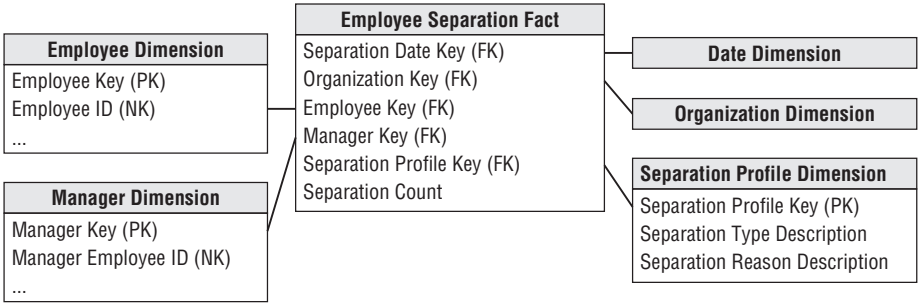 Employee Dimension
Employee Key (PK)
Employee ID (NK)
...
Manager Dimension
Manager Key (PK)
Manager Employee ID (NK)
...
Employee Separation Fact
Separation Date Key (FK)
Organization Key (FK)
Employee Key (FK)
Manager Key (FK)
Separation Profile Key (FK)
Separation Count
Date Dimension
Organization Dimension
Separation Profile Dimension
Separation Profile Key (PK)
Separation Type Description
Separation Reason Description